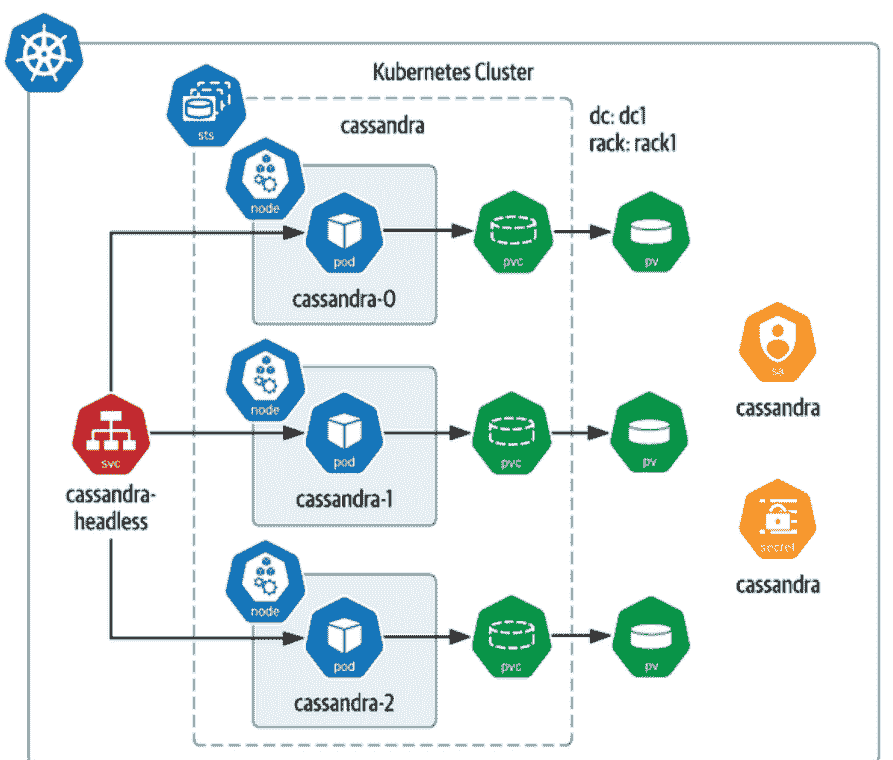 Kubernetes Cluster
sts
cassandra
dc: dc1
rack: rack1
node
pod
pvc
pv
cassandra-0
sa
cassandra
node
pod
pvc
pv
svc
cassandra-
headless
cassandra-1
secret
cassandra
node
pod
pvc
pv
cassandra-2